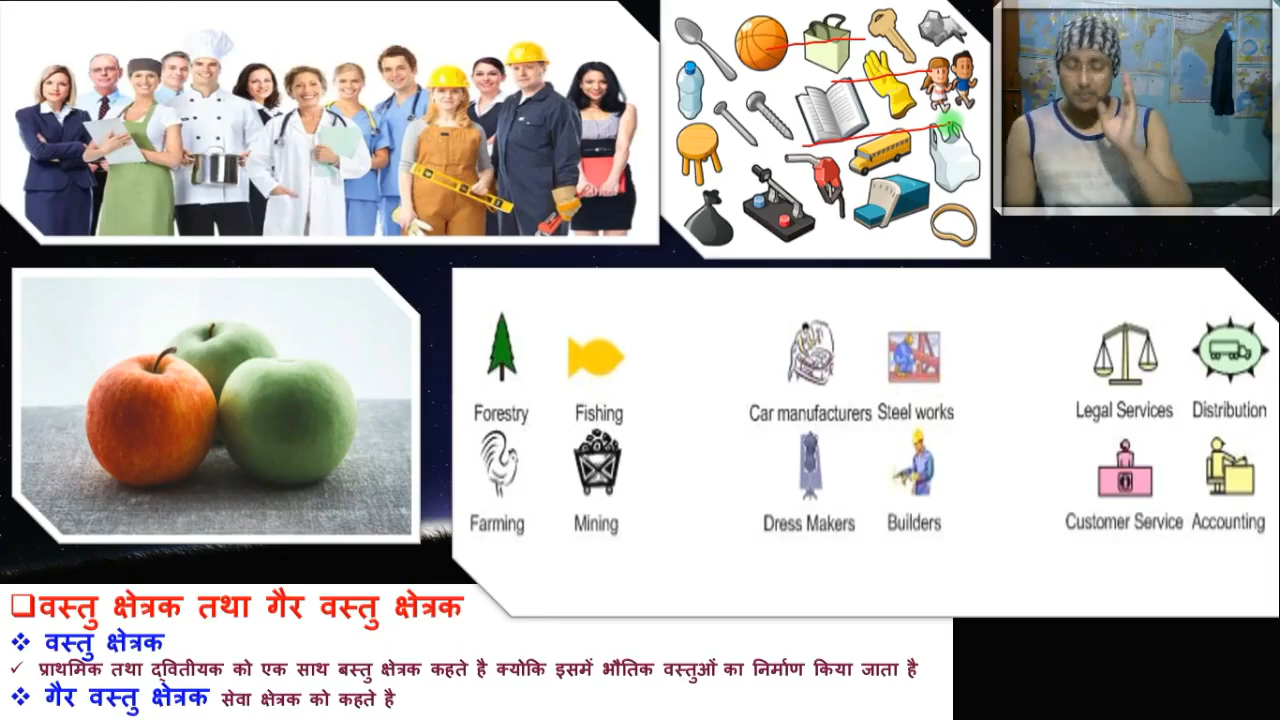 Forestry Fishing Car manufacturers Steel works Legal Services Distribution
Farming Mining Dress Makers Builders Customer Service Accounting
वस्तु क्षेत्रक तथा गैर वस्तु क्षेत्रक
वस्तु क्षेत्रक
प्राथमिक तथा द्वितीयक को एक साथ बस्तु क्षेत्रक कहते है क्योकि इसमें भौतिक वस्तुओं का निर्माण किया जाता है
गैर वस्तु क्षेत्रक सेवा क्षेत्रक को कहते है